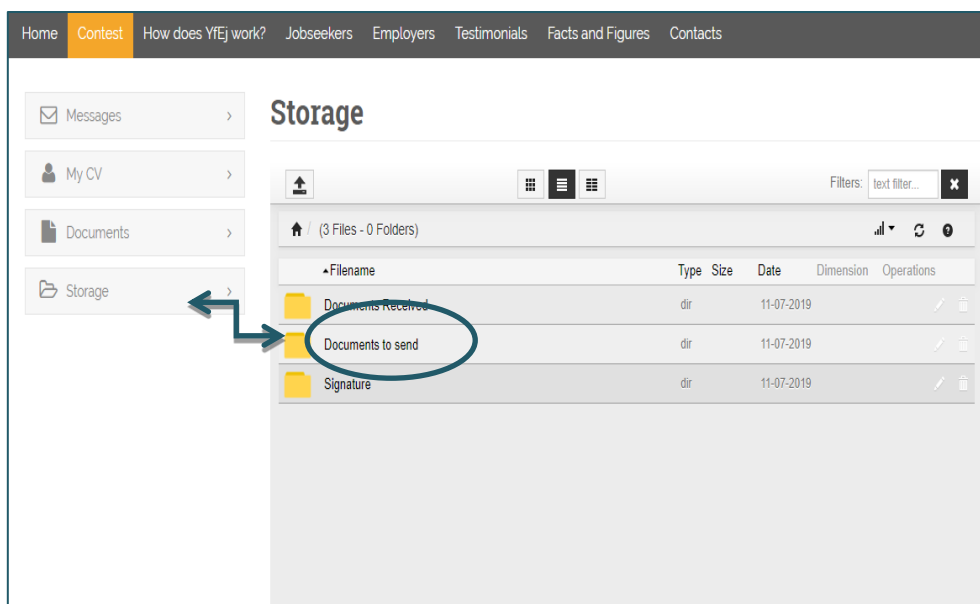 Home Contest How does YfEj work? Jobseekers Employers Testimonials Facts and Figures Contacts
Messages
My CV
Documents
Storage
Storage
Filters: text filter...
(3 Files - 0 Folders)
Filename Type Size Date Dimension Operations
Documents Received dir 11-07-2019
Documents to send dir 11-07-2019
Signature dir 11-07-2019